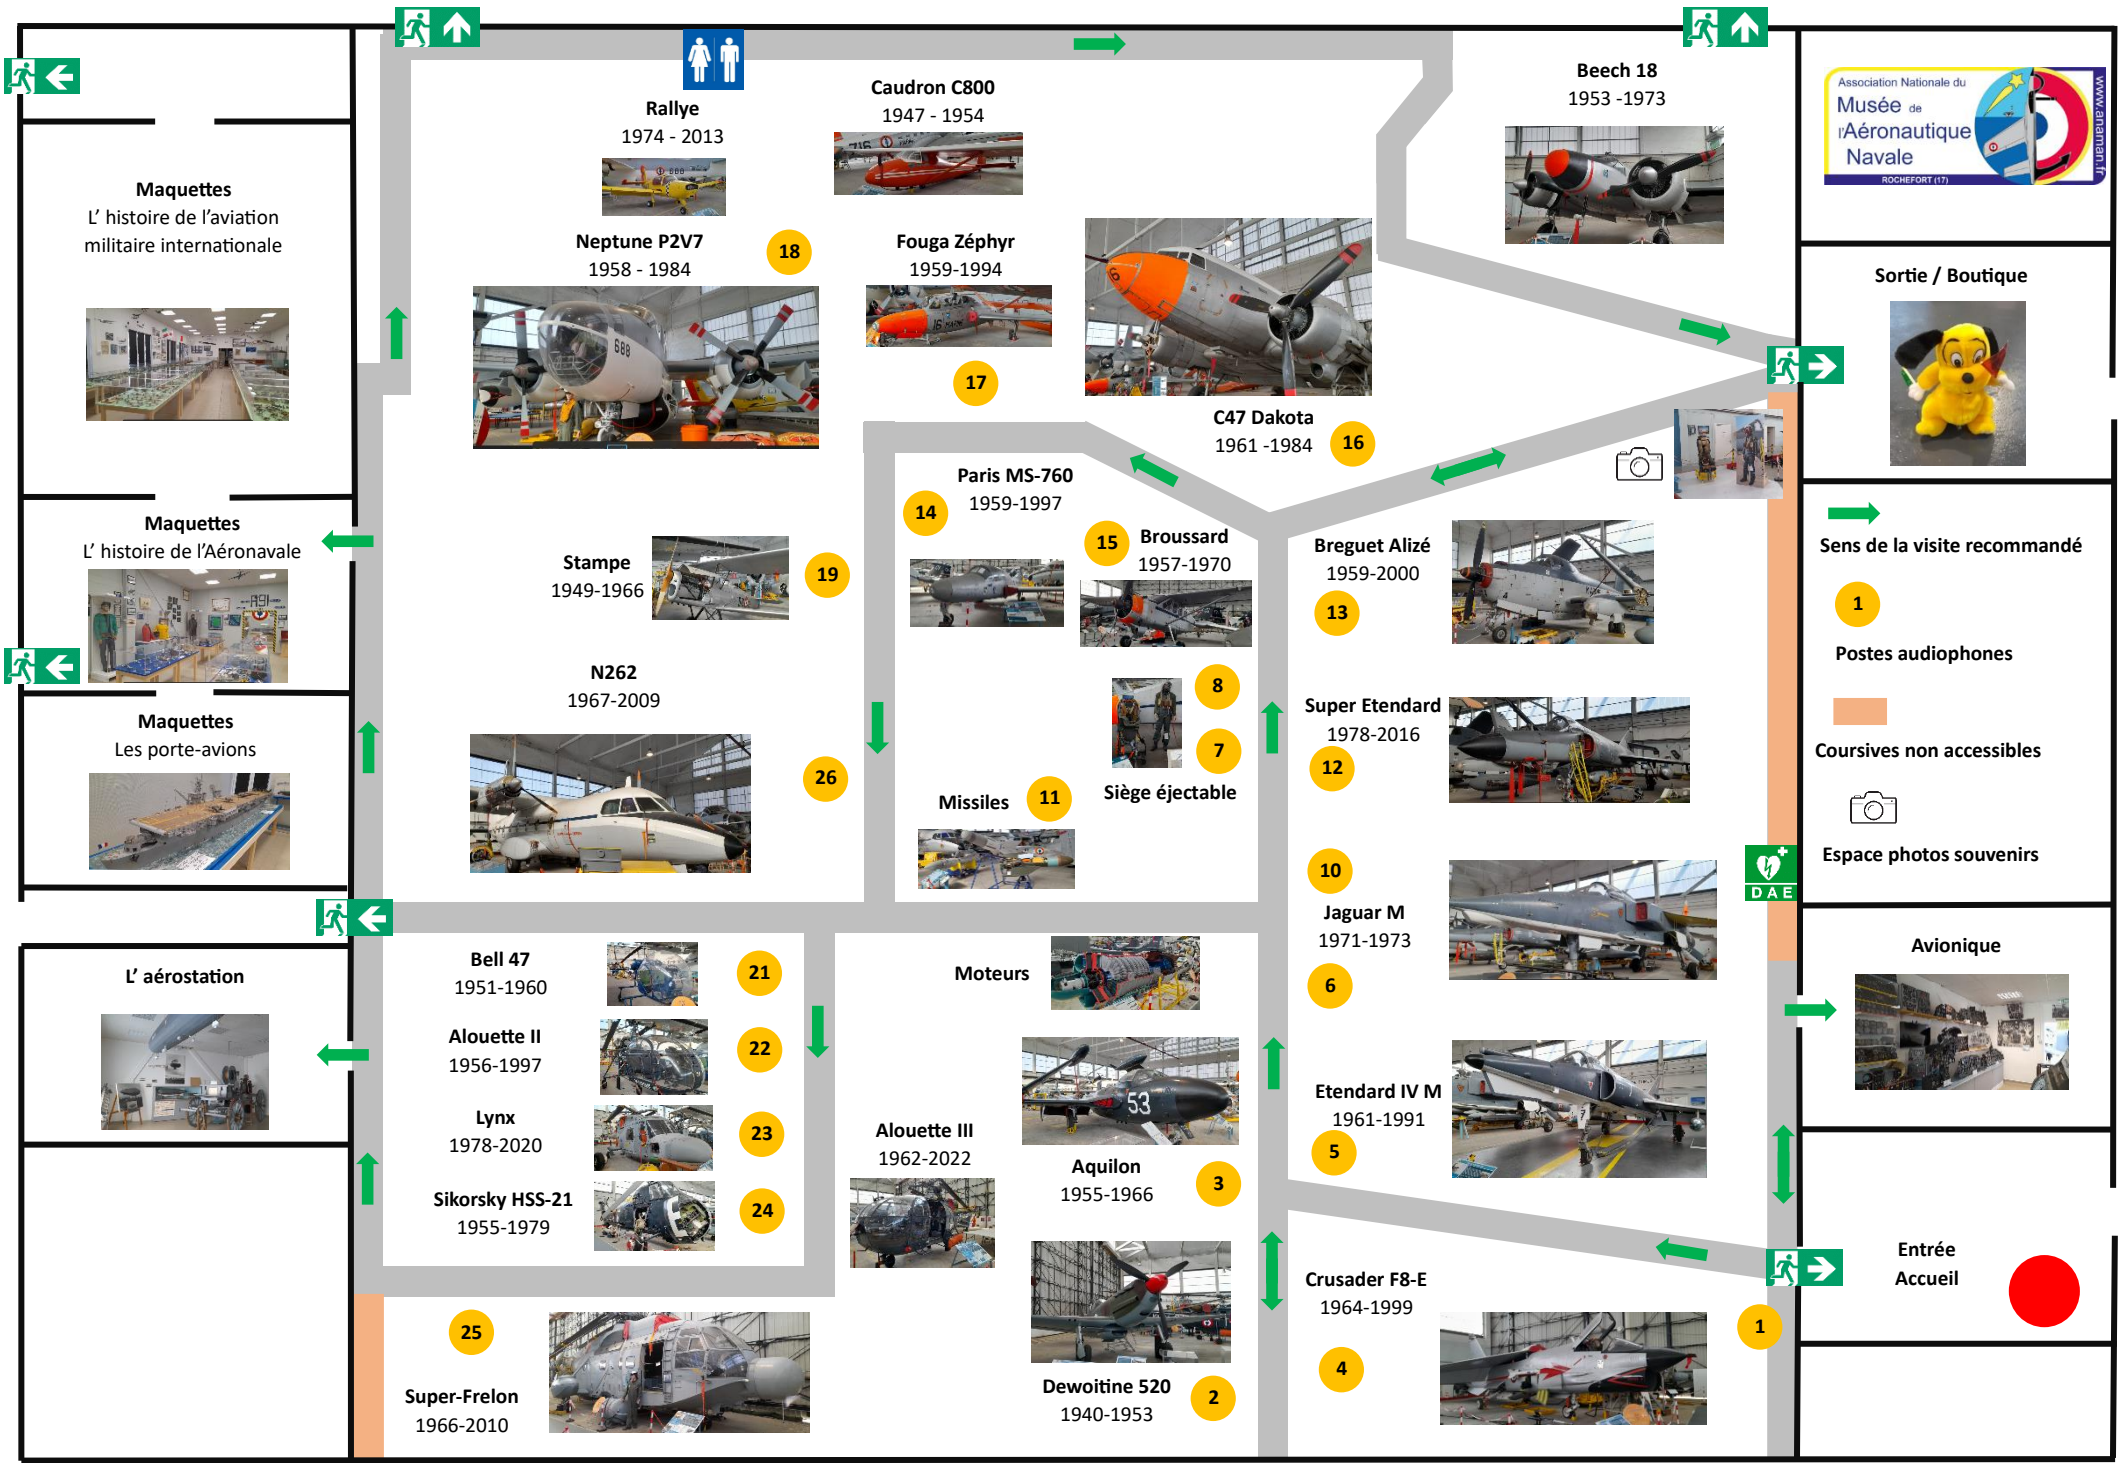 Rallye
1974 - 2013
Caudron C800
1947 - 1954
Beech 18
1953 -1973
Association Nationale du
Musée de
l'Aéronautique
Navale
ROCHEFORT (17)
www.anaman.fr
Maquettes
L' histoire de l'aviation
militaire internationale
Neptune P2V7
1958 - 1984
18
688
Fouga Zéphyr
1959-1994
16
17
Sortie / Boutique
C47 Dakota
1961 -1984
16
Paris MS-760
1959-1997
14
15
Broussard
1957-1970
Breguet Alizé
1959-2000
13
Maquettes
L' histoire de l'Aéronavale
Stampe
1949-1966
19
Sens de la visite recommandé
1
Postes audiophones
Coursives non accessibles
Espace photos souvenirs
N262
1967-2009
26
8
7
Siège éjectable
Super Etendard
1978-2016
12
Maquettes
Les porte-avions
Missiles
11
10
Jaguar M
1971-1973
6
DAE
Avionique
L' aérostation
Bell 47
1951-1960
21
Moteurs
Alouette II
1956-1997
22
53
Etendard IV M
1961-1991
5
Lynx
1978-2020
23
Alouette III
1962-2022
Aquilon
1955-1966
3
Sikorsky HSS-21
1955-1979
24
Entrée
Accueil
Crusader F8-E
1964-1999
1
4
25
Super-Frelon
1966-2010
Dewoitine 520
1940-1953
2